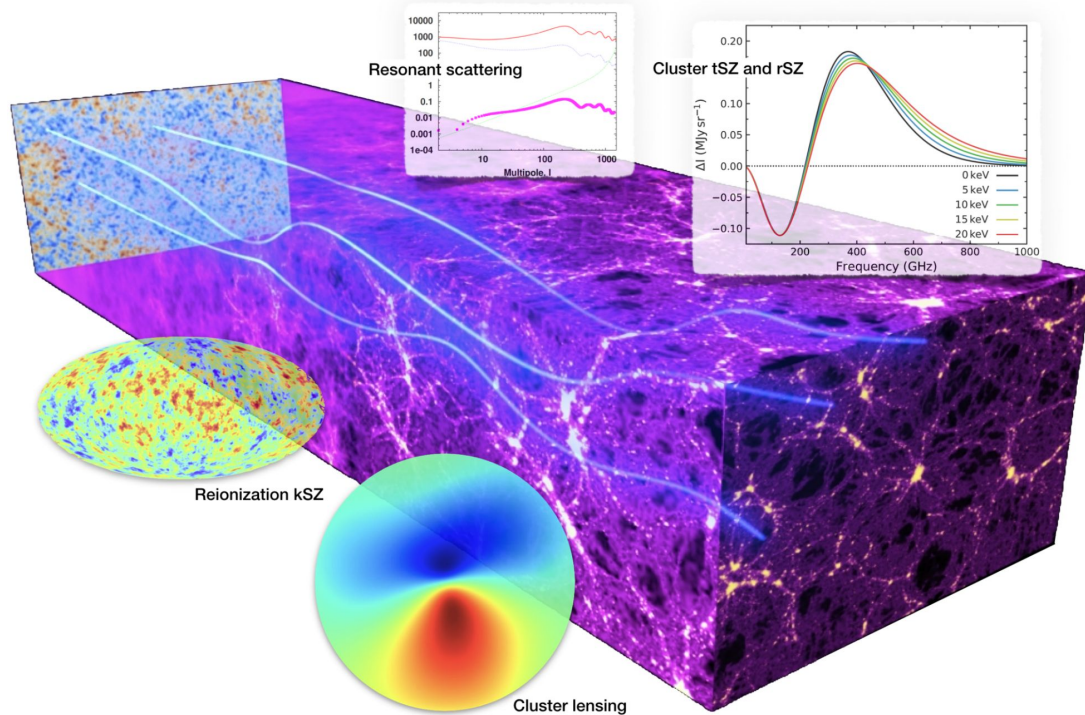 10000
1000
100
10
1
0.1
0.01
0.001
1e-04
10
100
1000
Multipole, l
Resonant scattering
Cluster tSZ and rSZ
0.20
0.15
0.10
0.05
0.00
−0.05
−0.10
ΔI (MJy sr⁻¹)
0 keV
5 keV
10 keV
15 keV
20 keV
200
400
600
800
1000
Frequency (GHz)
Reionization kSZ
Cluster lensing